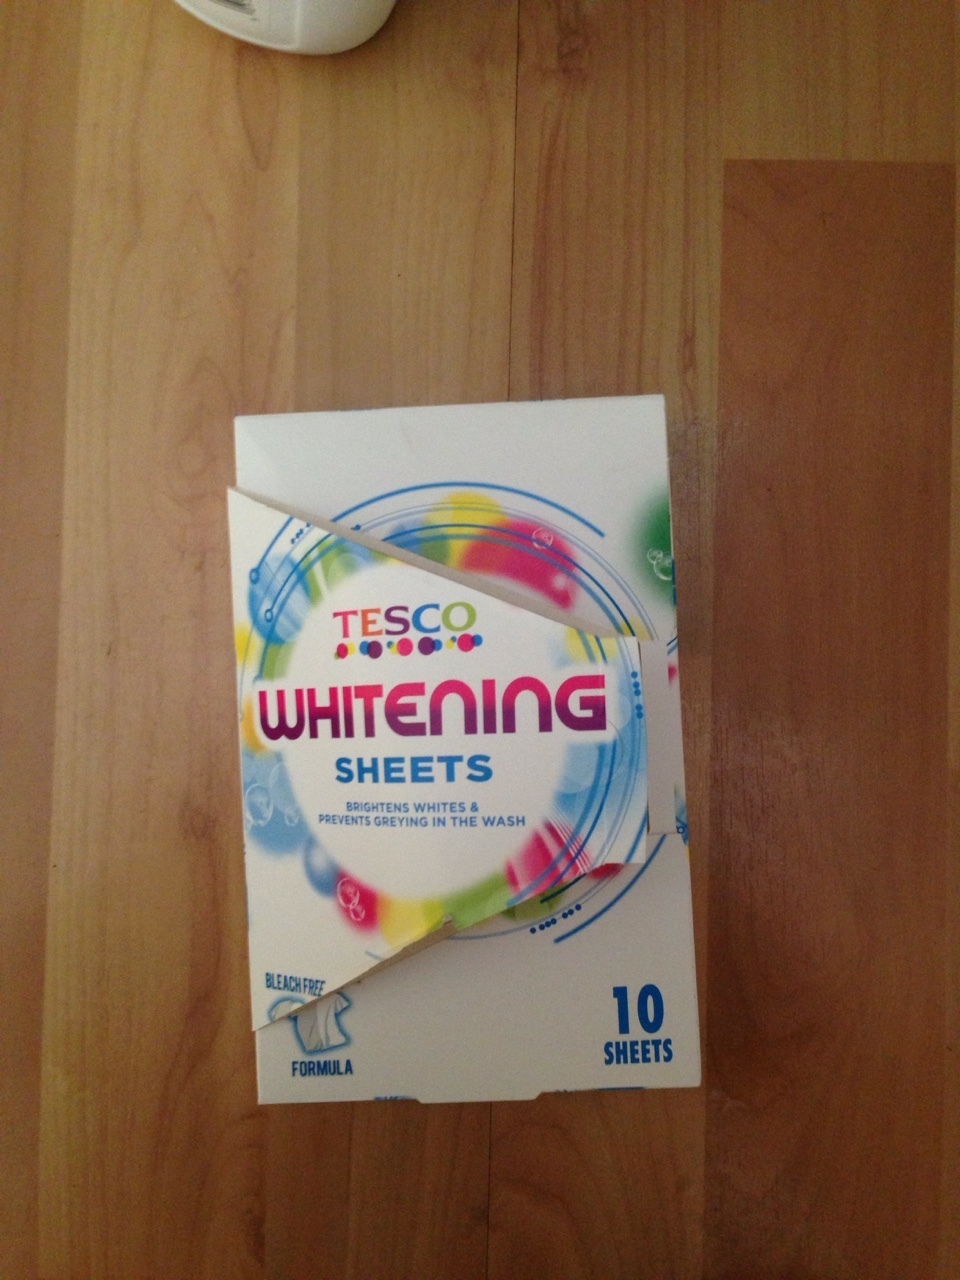 TESCO
WHITENING
SHEETS
BRIGHTENS WHITES &
PREVENTS GREYING IN THE WASH
BLEACH FREE
FORMULA
10
SHEETS